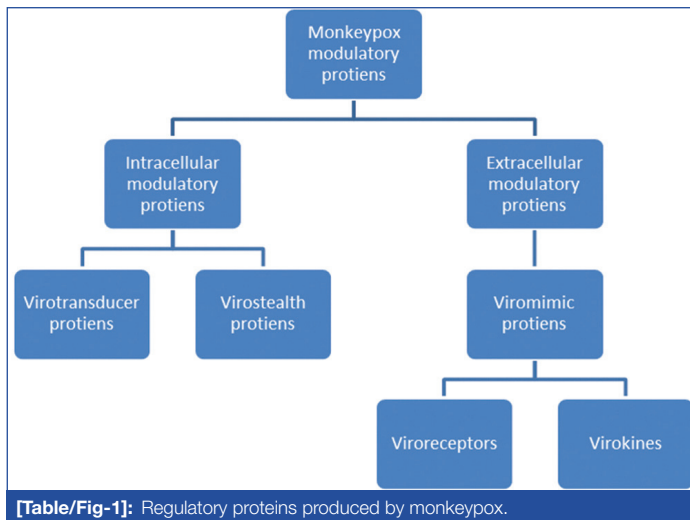 Monkeypox
modulatory
protiens
Intracellular
modulatory
protiens
Extracellular
modulatory
protiens
Virotransducer
protiens
Virostealth
protiens
Viromimic
protiens
Viroreceptors
Virokines
[Table/Fig-1]: Regulatory proteins produced by monkeypox.